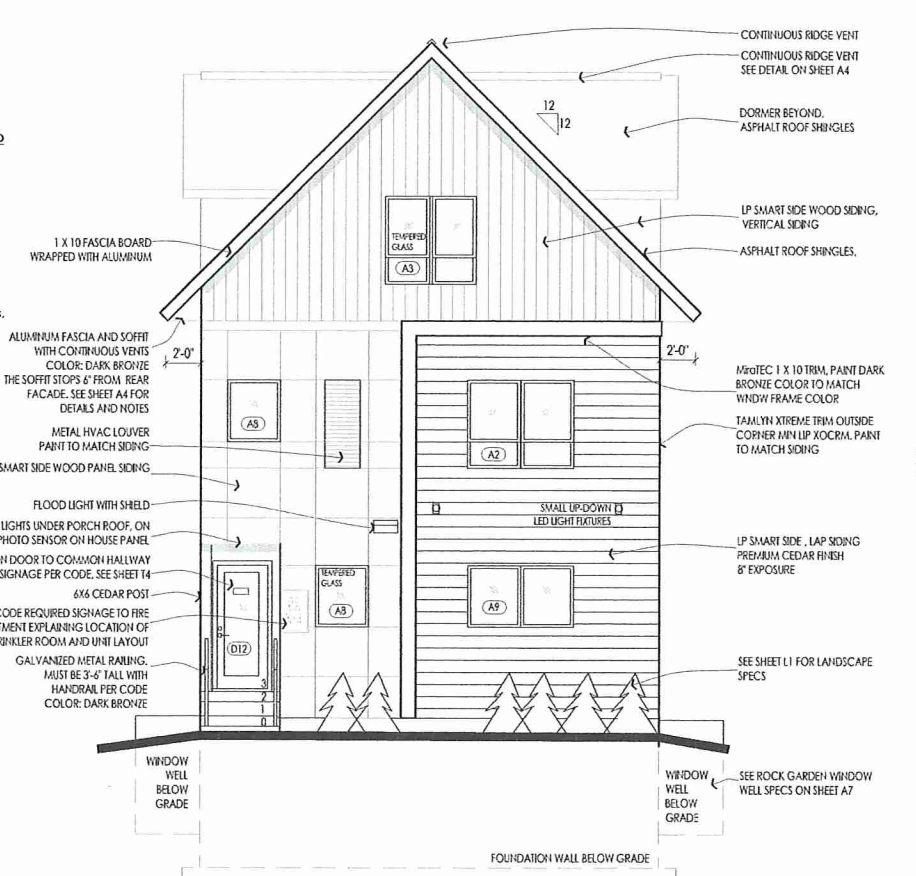 CONTINUOUS RIDGE VENT
CONTINUOUS RIDGE VENT
SEE DETAIL ON SHEET A4
12
12
DORMER BEYOND,
ASPHALT ROOF SHINGLES
LP SMART SIDE WOOD SIDING,
VERTICAL SIDING
ASPHALT ROOF SHINGLES,
TEMPERED
GLASS
A3
1 X 10 FASCIA BOARD
WRAPPED WITH ALUMINUM
ALUMINUM FASCIA AND SOFFIT
WITH CONTINUOUS VENTS
COLOR: DARK BRONZE
THE SOFFIT STOPS 6" FROM REAR
FACADE. SEE SHEET A4 FOR
DETAILS AND NOTES
2'-0"
2'-0"
MiraTEC 1 X 10 TRIM, PAINT DARK
BRONZE COLOR TO MATCH
WNDW FRAME COLOR
TAMLYN XTREME TRIM OUTSIDE
CORNER MIN LIP XOCRM. PAINT
TO MATCH SIDING
A8
A2
METAL HVAC LOUVER
PAINT TO MATCH SIDING
SMART SIDE WOOD PANEL SIDING
FLOOD LIGHT WITH SHIELD
LIGHTS UNDER PORCH ROOF, ON
PHOTO SENSOR ON HOUSE PANEL
SMALL UP-DOWN
LED LIGHT FIXTURES
LP SMART SIDE , LAP SIDING
PREMIUM CEDAR FINISH
8" EXPOSURE
DOOR TO COMMON HALLWAY
SIGNAGE PER CODE, SEE SHEET T4
6X6 CEDAR POST
CODE REQUIRED SIGNAGE TO FIRE
EXPLAINING LOCATION OF
ROOM AND UNIT LAYOUT
TEMPERED
GLASS
A8
A9
D12
GALVANIZED METAL RAILING.
MUST BE 3'-6" TALL WITH
HANDRAIL PER CODE
COLOR: DARK BRONZE
3
2
1
0
SEE SHEET L1 FOR LANDSCAPE
SPECS
WINDOW
WELL
BELOW
GRADE
WINDOW
WELL
BELOW
GRADE
SEE ROCK GARDEN WINDOW
WELL SPECS ON SHEET A7
FOUNDATION WALL BELOW GRADE